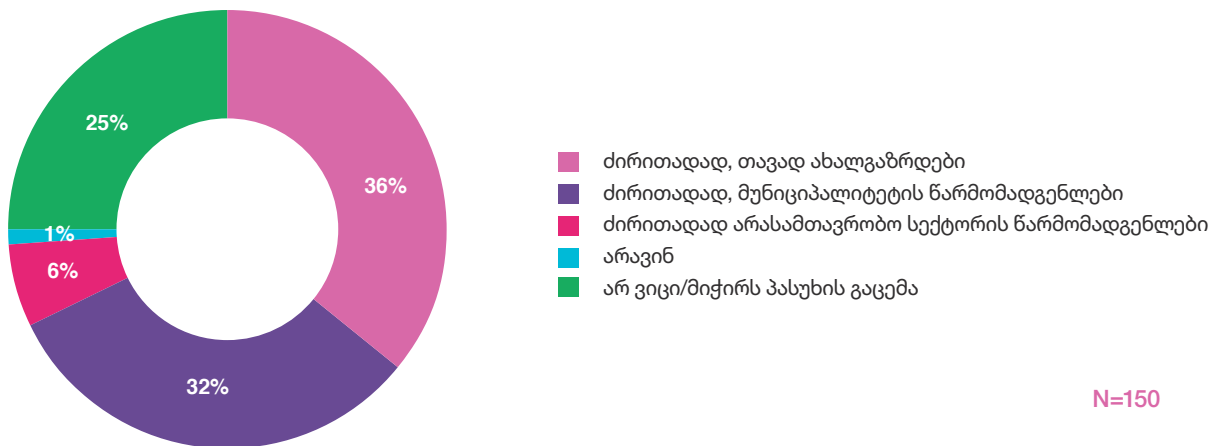 25%
36%
1%
6%
32%
ძირითადად, თავად ახალგაზრდები
ძირითადად, მუნიციპალიტეტის წარმომადგენლები
ძირითადად არასამთავრობო სექტორის წარმომადგენლები
არავინ
არ ვიცი/მიჭირს პასუხის გაცემა
N=150